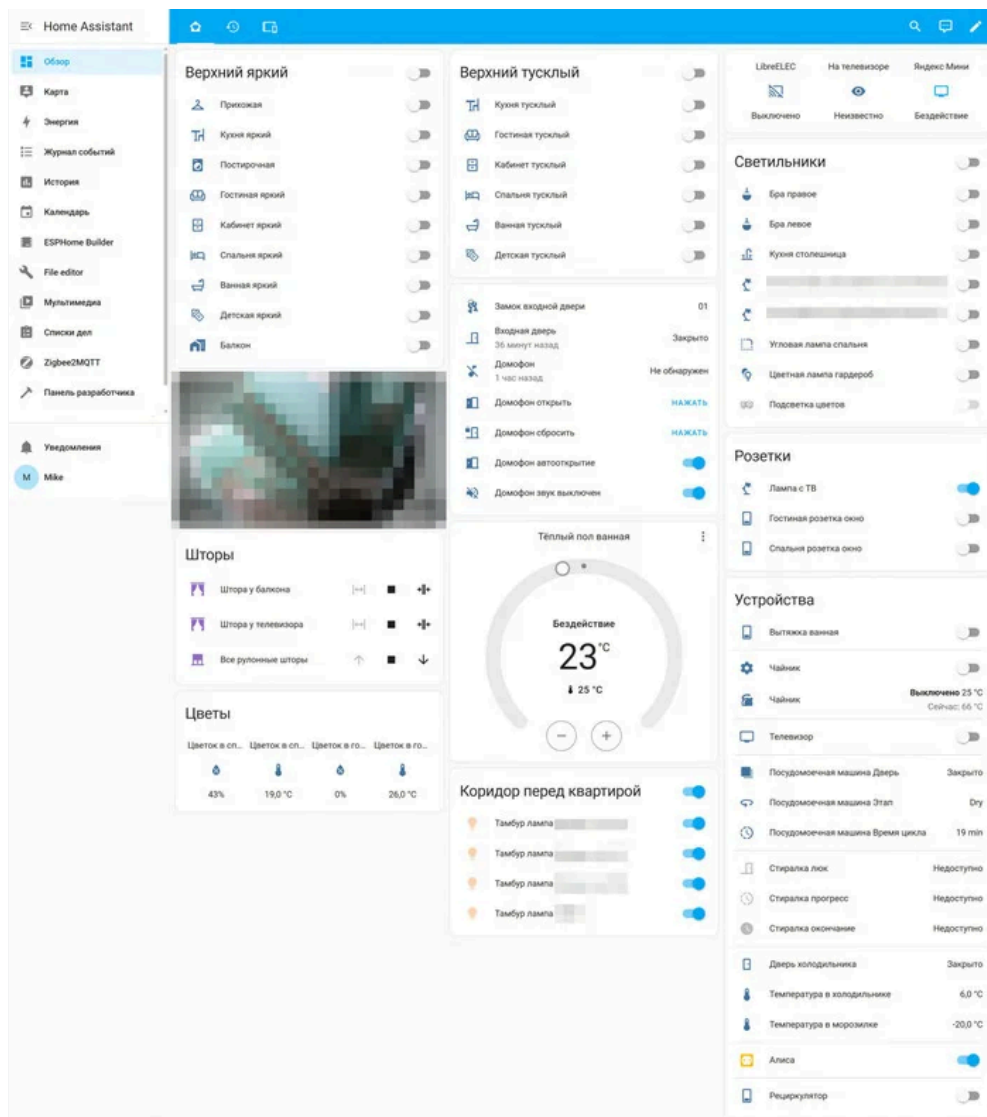 Home Assistant
Обзор
Карта
Энергия
Журнал событий
История
Календарь
ESPHome Builder
File editor
Мультимедиа
Списки дел
Zigbee2MQTT
Панель разработчика
Уведомления
M Mike
Верхний яркий
Прихожая
Кухня яркий
Постирочная
Гостиная яркий
Кабинет яркий
Спальня яркий
Ванная яркий
Детская яркий
Балкон
Шторы
Штора у балкона
Штора у телевизора
Все рулонные шторы
Цветы
Цветок в сп... Цветок в сп... Цветок в го... Цветок в го...
43% 19,0 °C 0% 26,0 °C
Верхний тусклый
Кухня тусклый
Гостиная тусклый
Кабинет тусклый
Спальня тусклый
Ванная тусклый
Детская тусклый
Замок входной двери 01
Входная дверь Закрыто
36 минут назад
Домофон Не обнаружен
1 час назад
Домофон открыть НАЖАТЬ
Домофон сбросить НАЖАТЬ
Домофон автооткрытие
Домофон звук выключен
Тёплый пол ванная
Бездействие
23 °C
25 °C
Коридор перед квартирой
Тамбур лампа
Тамбур лампа
Тамбур лампа
Тамбур лампа
LibreELEC На телевизоре Яндекс Мини
Выключено Неизвестно Бездействие
Светильники
Бра правое
Бра левое
Кухня столешница
Угловая лампа спальня
Цветная лампа гардероб
Подсветка цветов
Розетки
Лампа с ТВ
Гостиная розетка окно
Спальня розетка окно
Устройства
Вытяжка ванная
Чайник
Чайник Выключено 25 °C
Сейчас: 66 °C
Телевизор
Посудомоечная машина Дверь Закрыто
Посудомоечная машина Этап Dry
Посудомоечная машина Время цикла 19 min
Стиралка люк Недоступно
Стиралка прогресс Недоступно
Стиралка окончание Недоступно
Дверь холодильника Закрыто
Температура в холодильнике 6,0 °C
Температура в морозилке -20,0 °C
Алиса
Рециркулятор